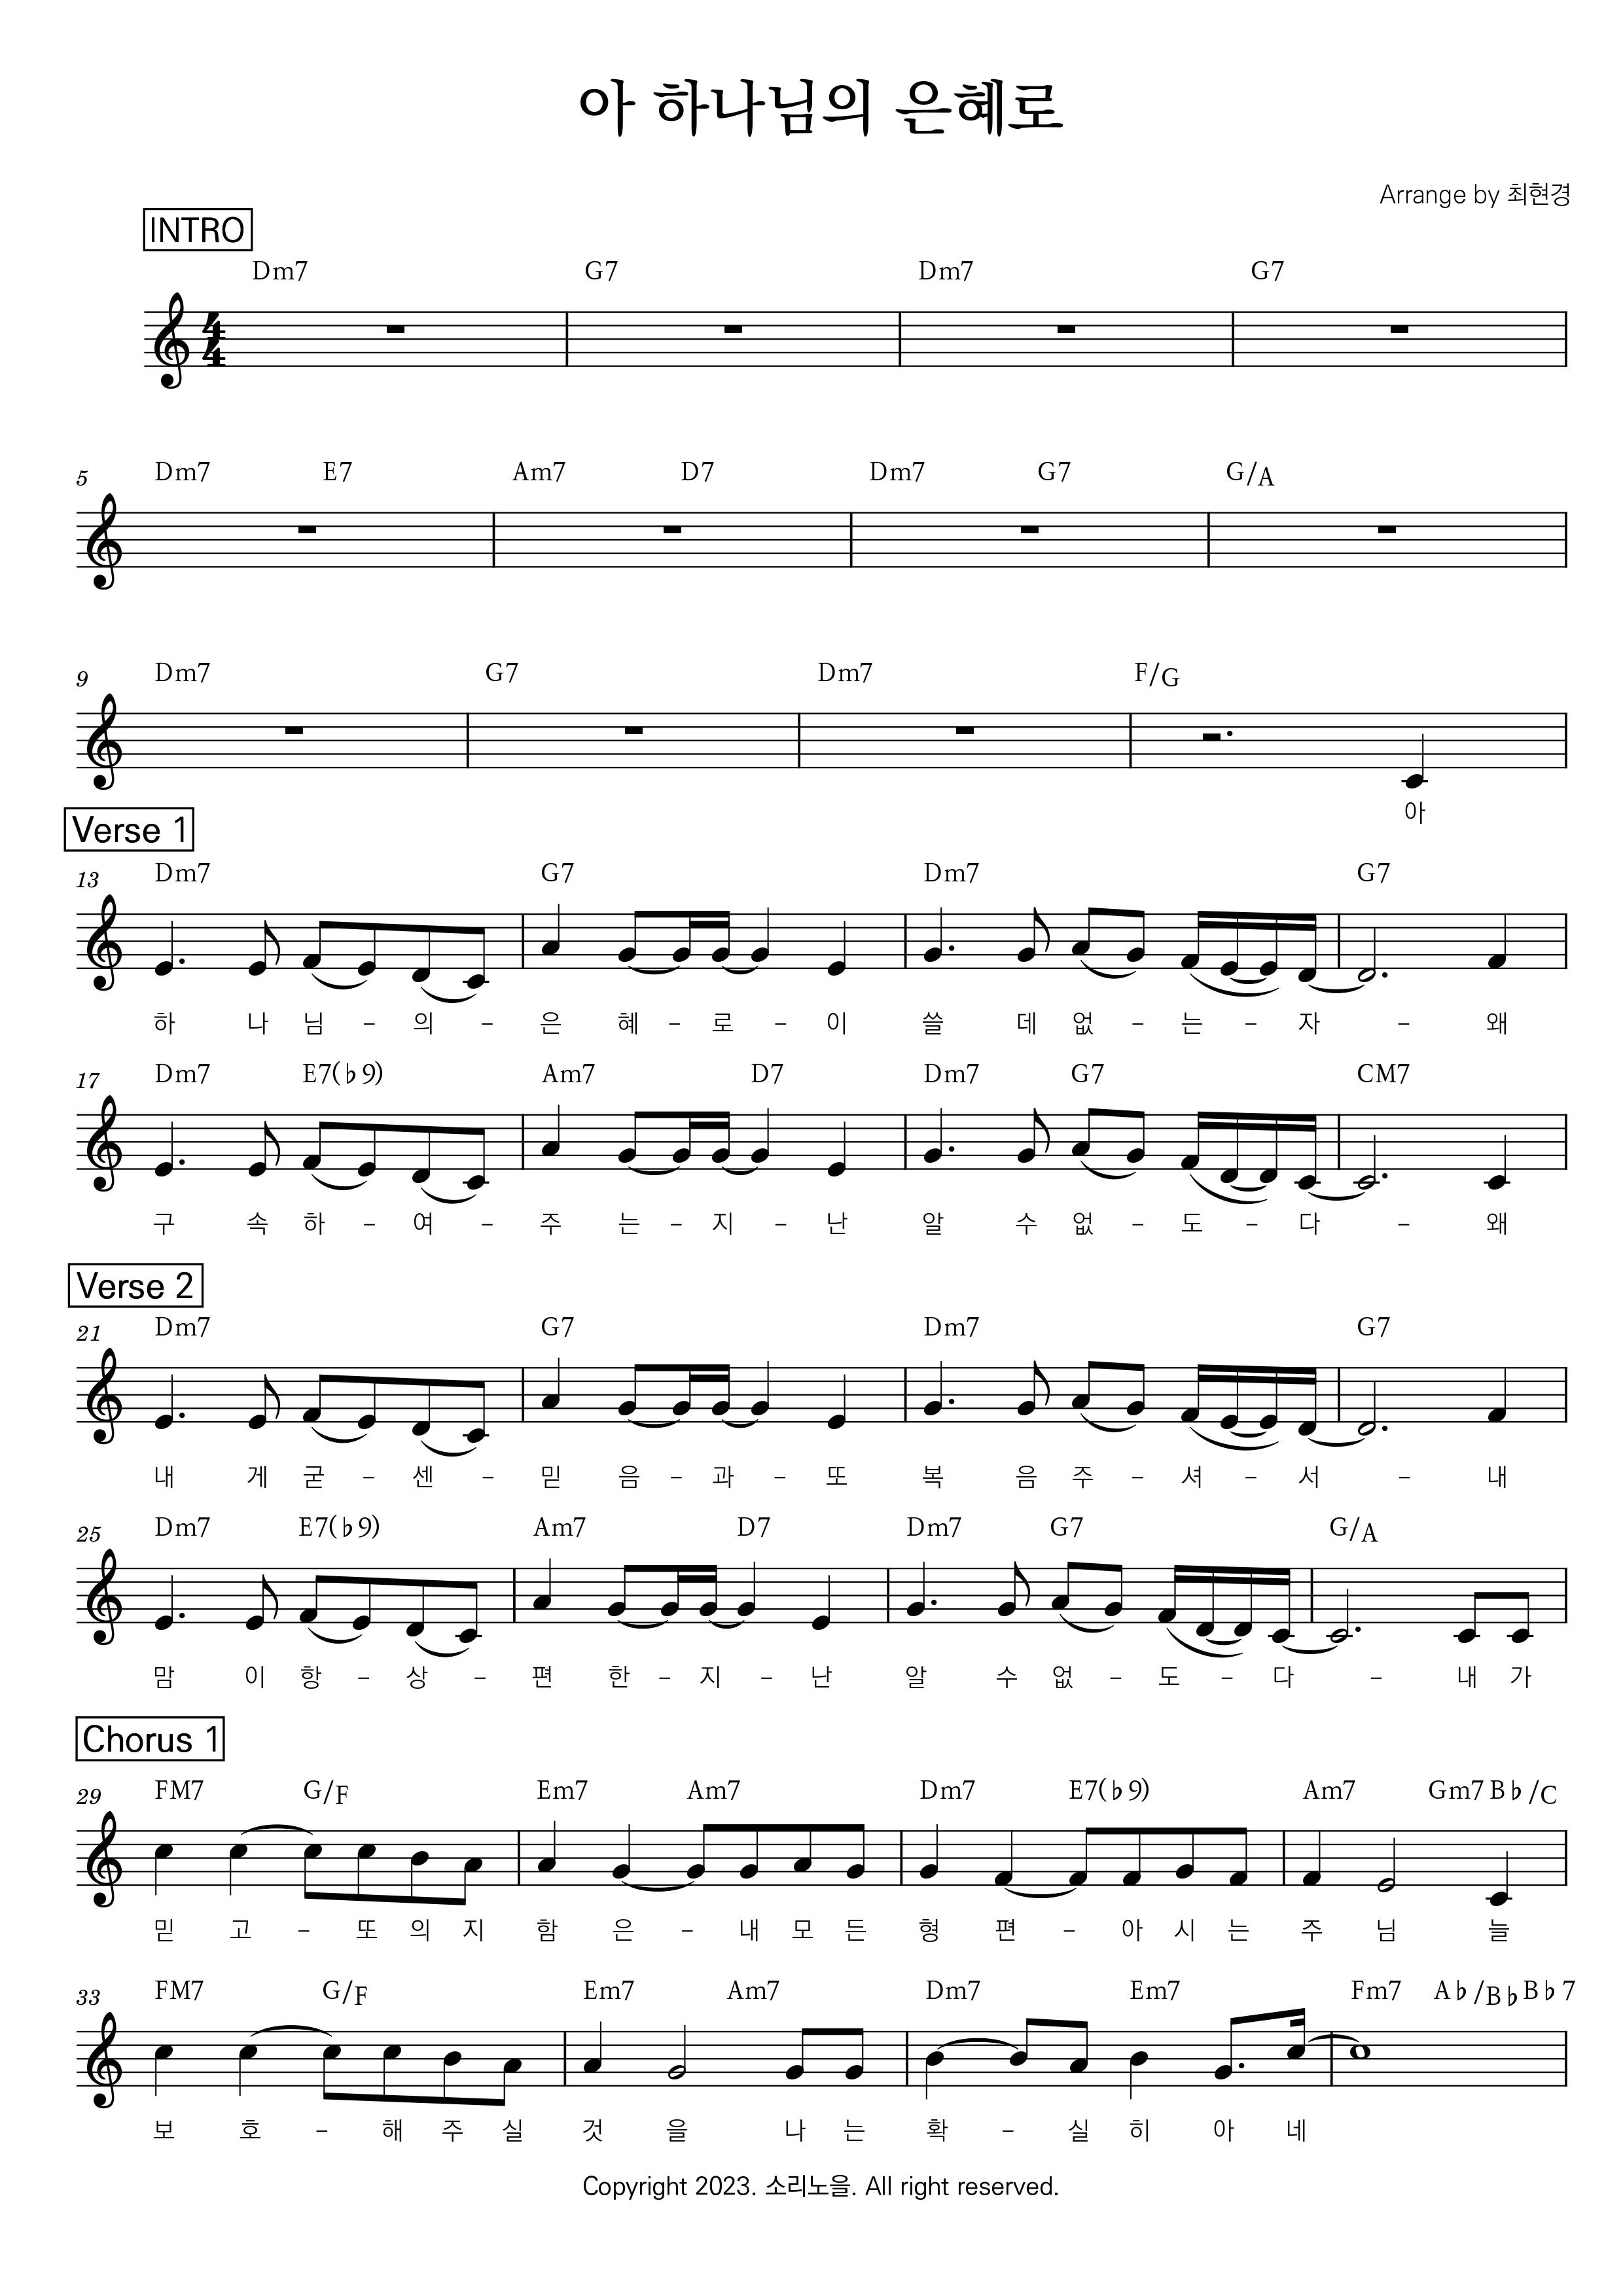 아 하나님의 은혜로
Arrange by 최현경
INTRO
Dm7 G7 Dm7 G7
4 4
5 Dm7 E7 Am7 D7 Dm7 G7 G/A
9 Dm7 G7 Dm7 F/G
아
Verse 1
13 Dm7 G7 Dm7 G7
하 나 님 - 의 - 은 혜 - 로 - 이 쓸 데 없 - 는 - 자 - 왜
17 Dm7 E7(♭9) Am7 D7 Dm7 G7 CM7
구 속 하 - 여 - 주 는 - 지 - 난 알 수 없 - 도 - 다 - 왜
Verse 2
21 Dm7 G7 Dm7 G7
내 게 굳 - 센 - 믿 음 - 과 - 또 복 음 주 - 셔 - 서 - 내
25 Dm7 E7(♭9) Am7 D7 Dm7 G7 G/A
맘 이 항 - 상 - 편 한 - 지 - 난 알 수 없 - 도 - 다 - 내 가
Chorus 1
29 FM7 G/F Em7 Am7 Dm7 E7(♭9) Am7 Gm7 B♭/C
믿 고 - 또 의 지 함 은 - 내 모 든 형 편 - 아 시 는 주 님 늘
33 FM7 G/F Em7 Am7 Dm7 Em7 Fm7 A♭/B♭ B♭7
보 호 - 해 주 실 것 을 나 는 확 - 실 히 아 네
Copyright 2023. 소리노을. All right reserved.